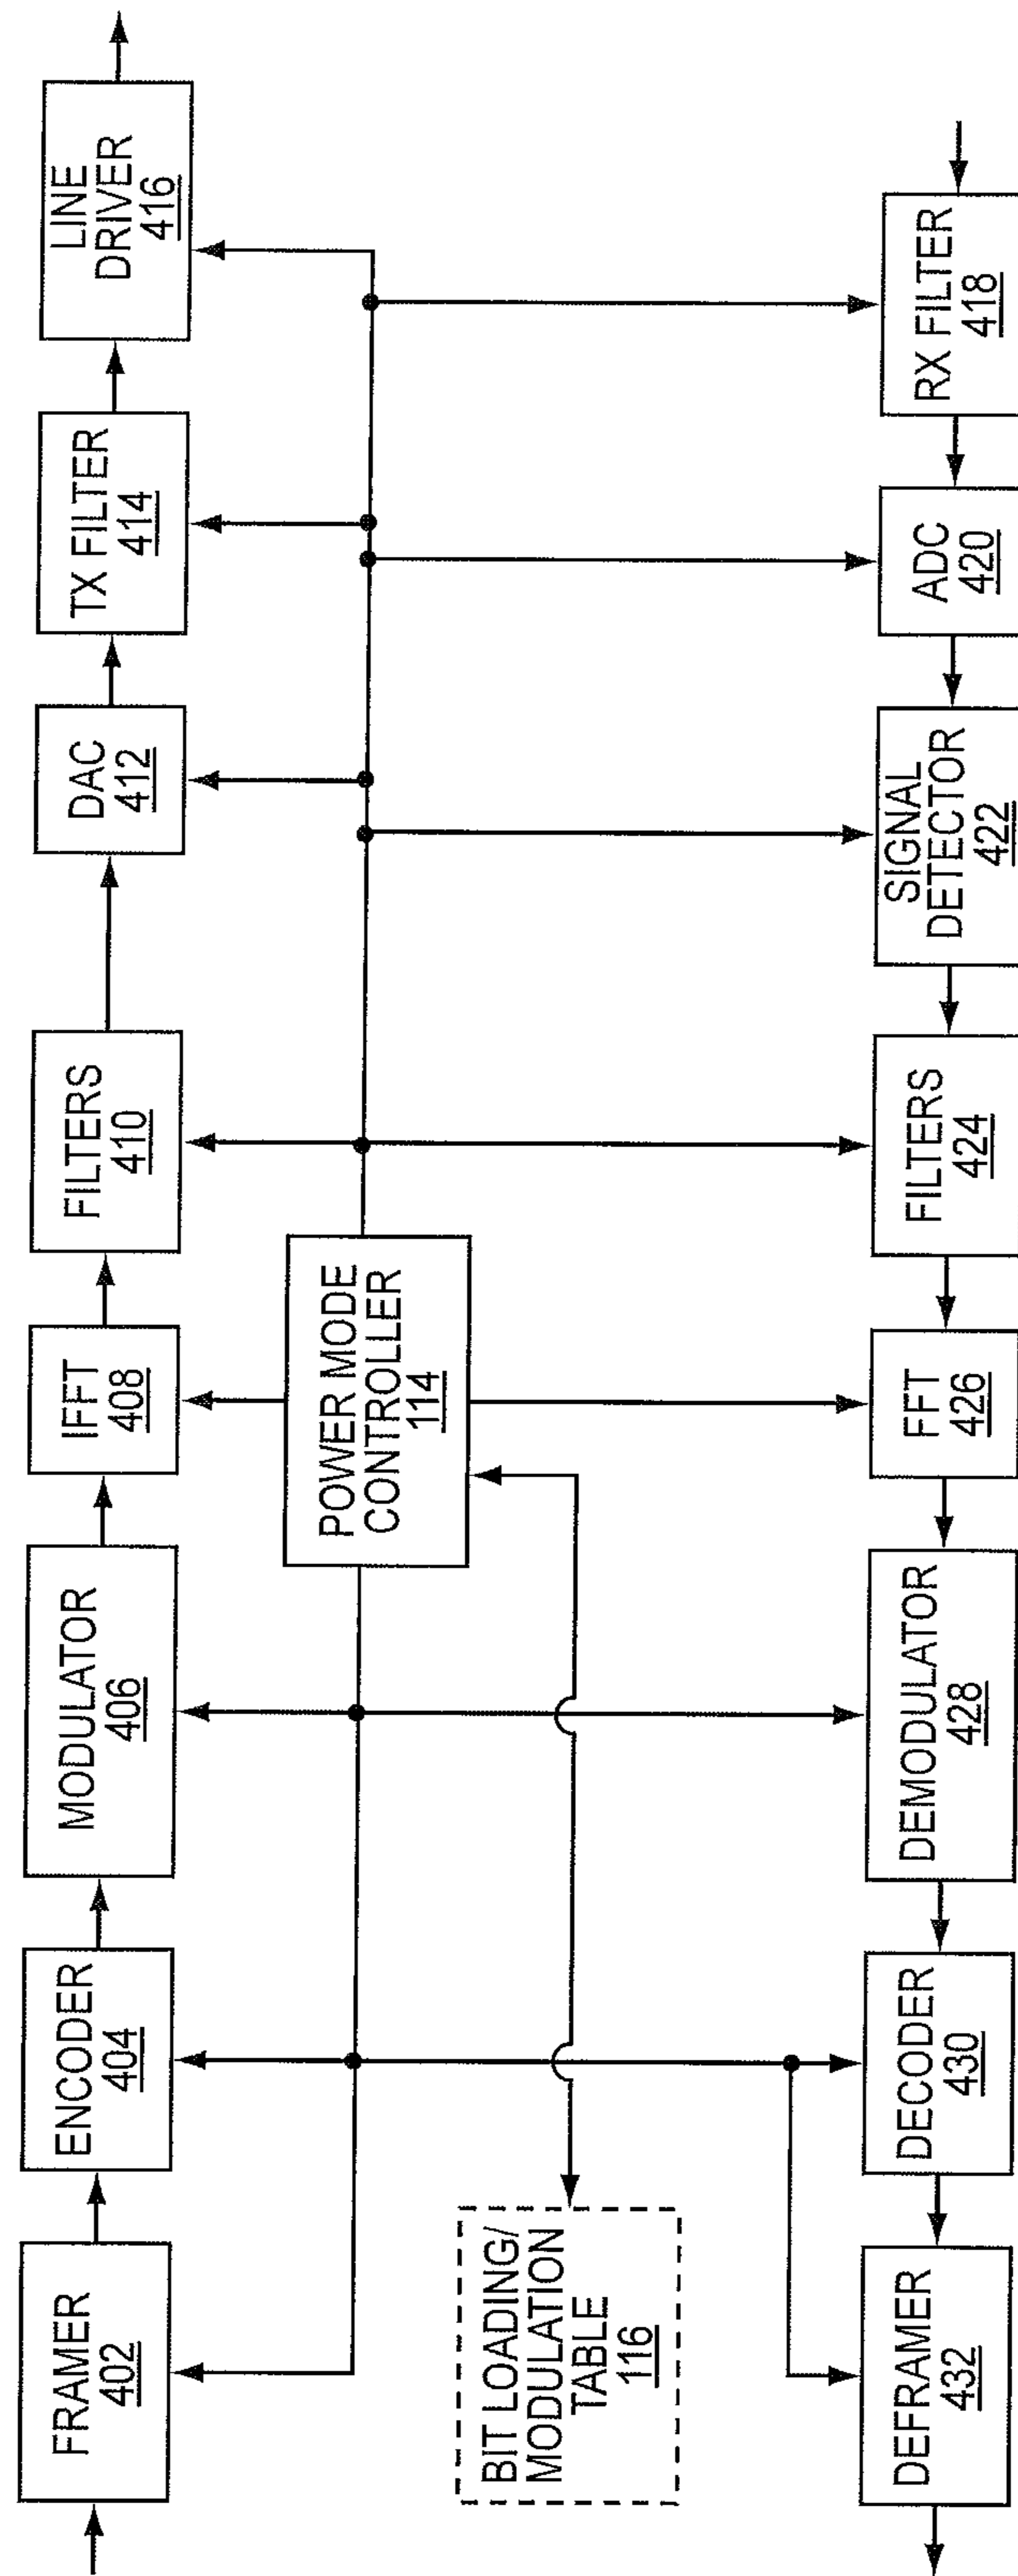 FRAMER
402
ENCODER
404
MODULATOR
406
IFFT
408
FILTERS
410
DAC
412
TX FILTER
414
LINE
DRIVER
416
POWER MODE
CONTROLLER
114
BIT LOADING/
MODULATION
TABLE
116
DEFRAMER
432
DECODER
430
DEMODULATOR
428
FFT
426
FILTERS
424
SIGNAL
DETECTOR
422
ADC
420
RX FILTER
418